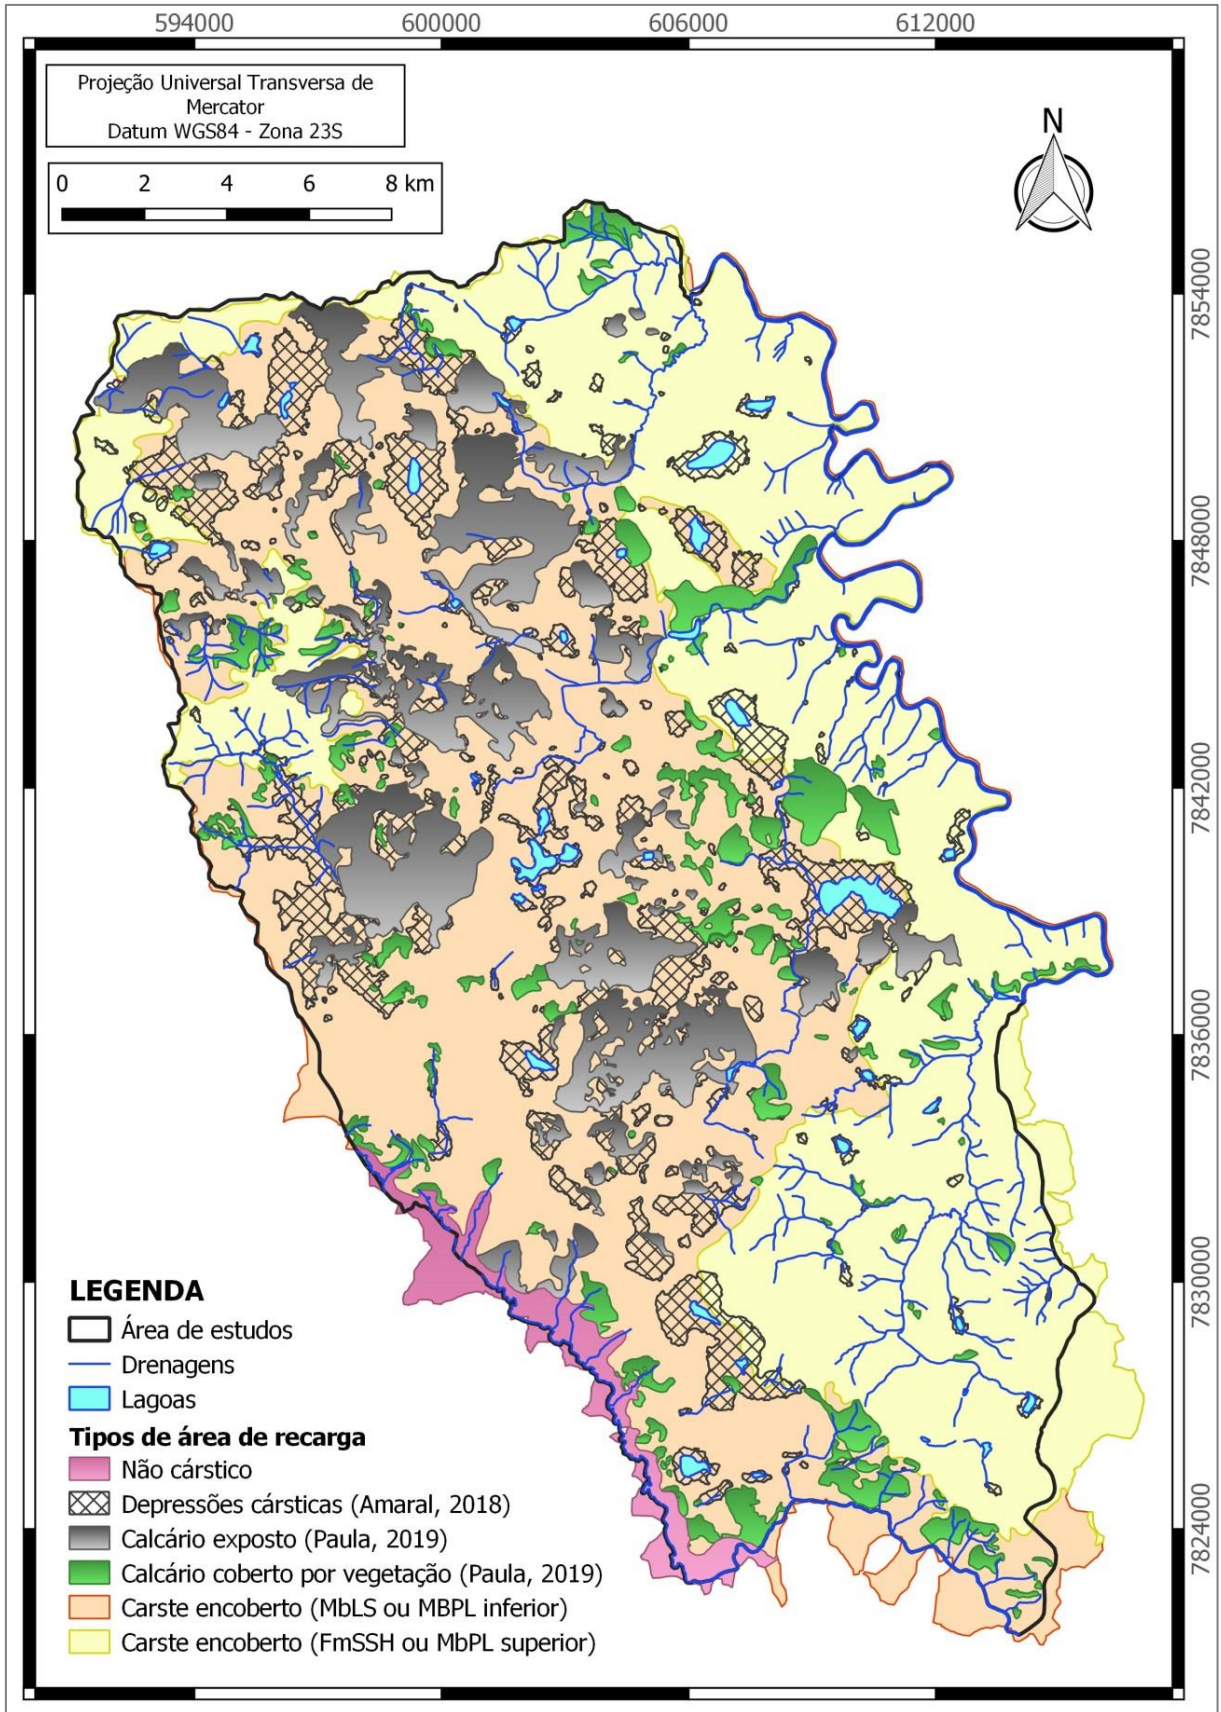 594000 600000 606000 612000
Projeção Universal Transversa de
Mercator
Datum WGS84 - Zona 23S
0 2 4 6 8 km
N
7854000
7848000
7842000
7836000
7830000
7824000
LEGENDA
Área de estudos
Drenagens
Lagoas
Tipos de área de recarga
Não cárstico
Depressões cársticas (Amaral, 2018)
Calcário exposto (Paula, 2019)
Calcário coberto por vegetação (Paula, 2019)
Carste encoberto (MbLS ou MBPL inferior)
Carste encoberto (FmSSH ou MbPL superior)